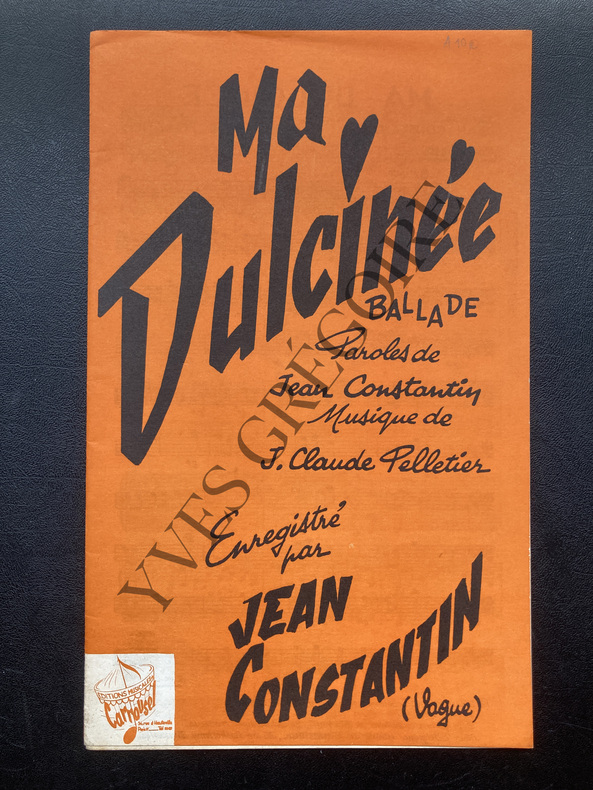 Ma
Dulcinée
BALLADE
Paroles de
Jean Constantin
Musique de
J. Claude Pelletier
Enregistré
par
JEAN
CONSTANTIN
(Vogue)
YVES GRÉGOIRE
EDITIONS MUSICALES
Carrousel